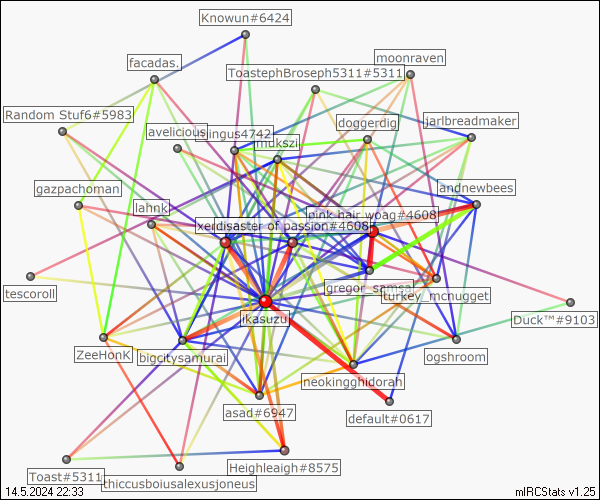 Knowun#6424
moonraven
facadas.
ToastephBroseph5311#5311
Random Stuf6#5983
jarlbreadmaker
doggerdig
avelicious
mukszi
gazpachoman
andnewbees
lahnk
pink hair woag#4608
disaster of passion#4608
tescoroll
gregor_samsa
turkey_mcnugget
ikasuzu
Duck™#9103
ZeeHonK
bigcitysamurai
ogshroom
neokingghidorah
asad#6947
default#0617
Heighleaigh#8575
Toast#5311
thiccusboiusalexusjoneus
14.5.2024 22:33
mIRCStats v1.25